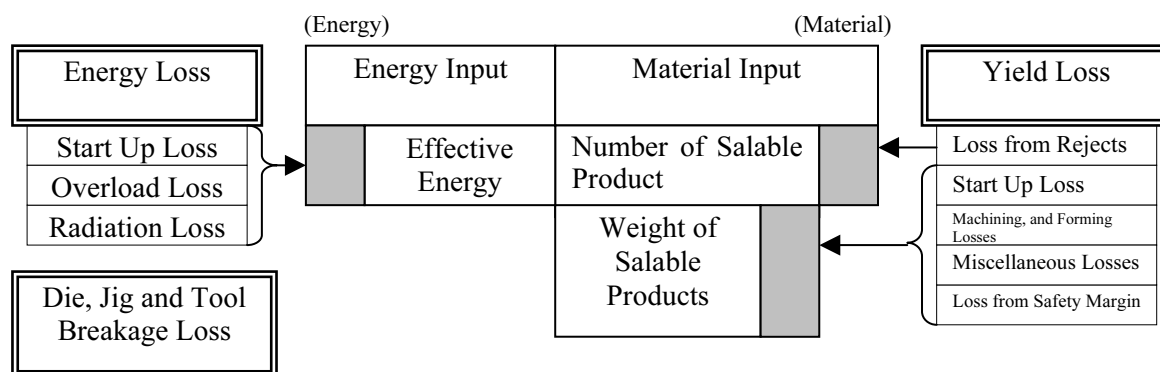 (Energy)
(Material)
Energy Loss
Start Up Loss
Overload Loss
Radiation Loss
Die, Jig and Tool
Breakage Loss
Energy Input
Material Input
Effective
Energy
Number of Salable
Product
Weight of
Salable
Products
Yield Loss
Loss from Rejects
Start Up Loss
Machining, and Forming
Losses
Miscellaneous Losses
Loss from Safety Margin